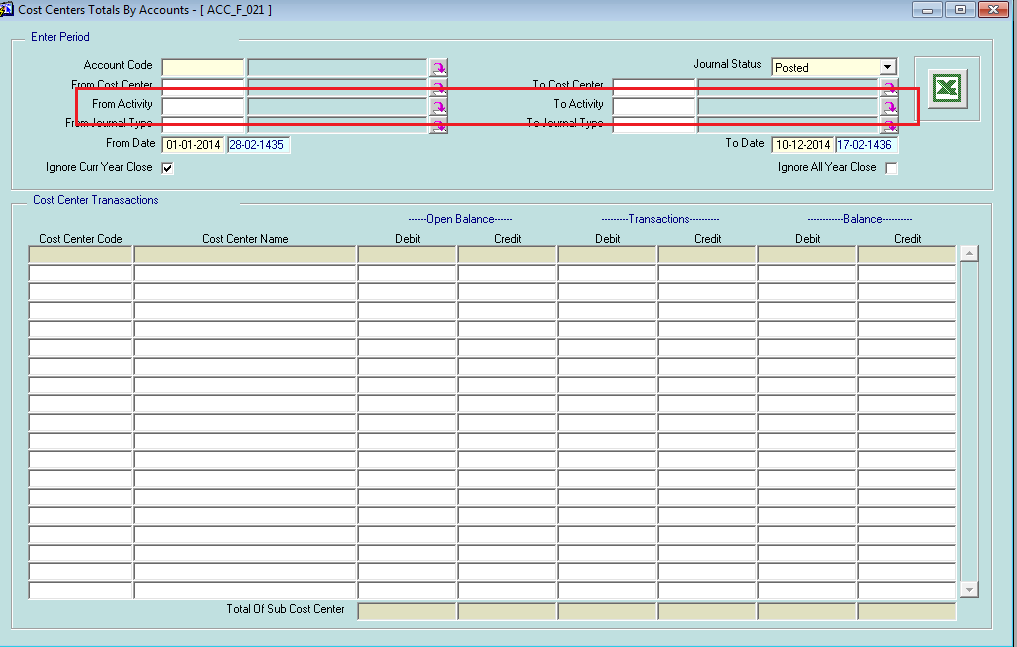 Cost Centers Totals By Accounts - [ ACC_F_021 ]
Enter Period
Account Code Journal Status Posted
From Cost Center To Cost Center
From Activity To Activity
From Journal Type To Journal Type
From Date 01-01-2014 28-02-1435 To Date 10-12-2014 17-02-1436
Ignore Curr Year Close Ignore All Year Close
Cost Center Tranasactions
------Open Balance------ ---------Transactions---------- ------------Balance----------
Cost Center Code Cost Center Name Debit Credit Debit Credit Debit Credit
Total Of Sub Cost Center